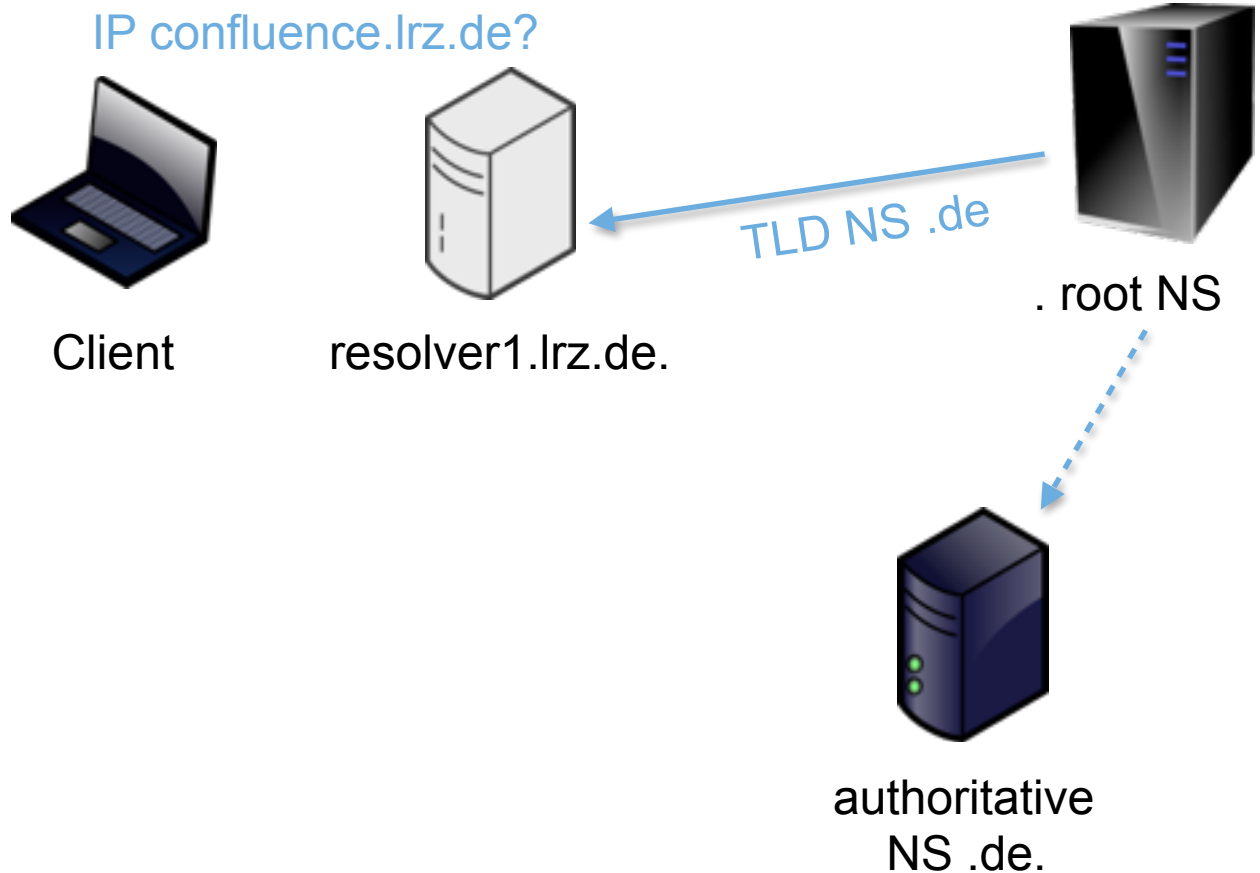 IP confluence.lrz.de?
TLD NS .de
. root NS
Client
resolver1.lrz.de.
authoritative
NS .de.